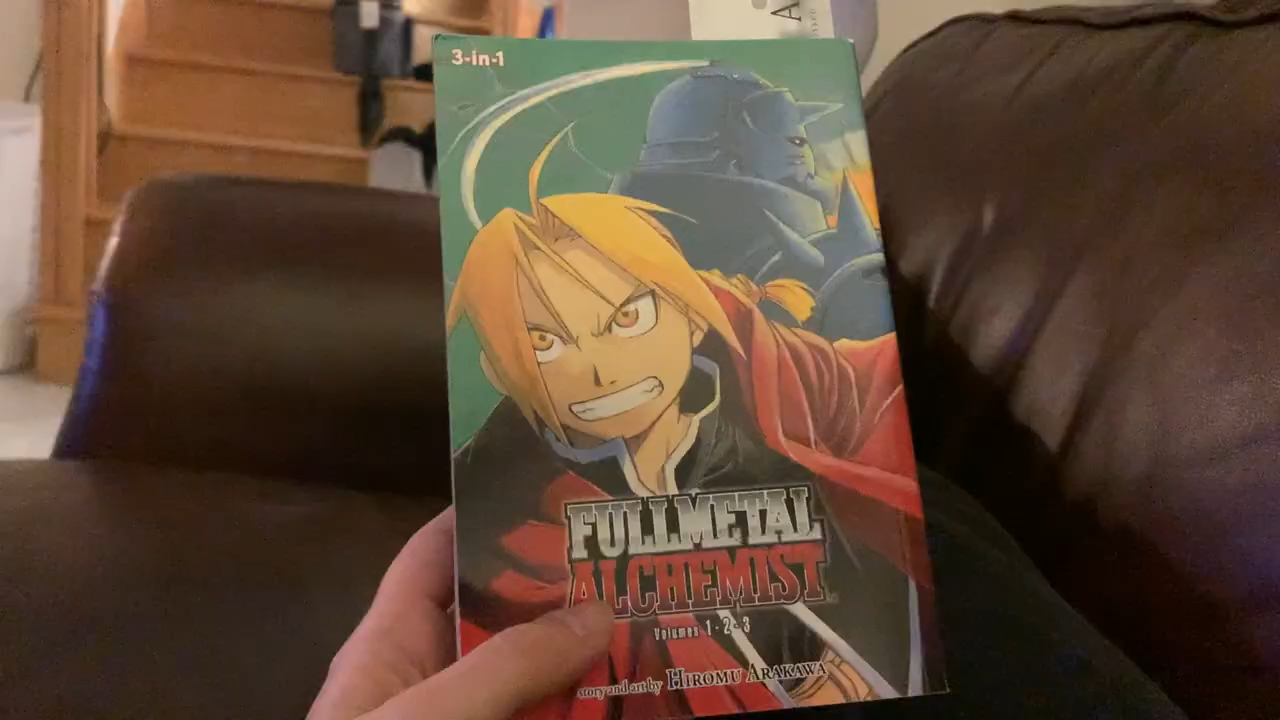 A
3-in-1
FULLMETAL
ALCHEMIST
Volumes 1·2·3
story and art by HIROMU ARAKAWA